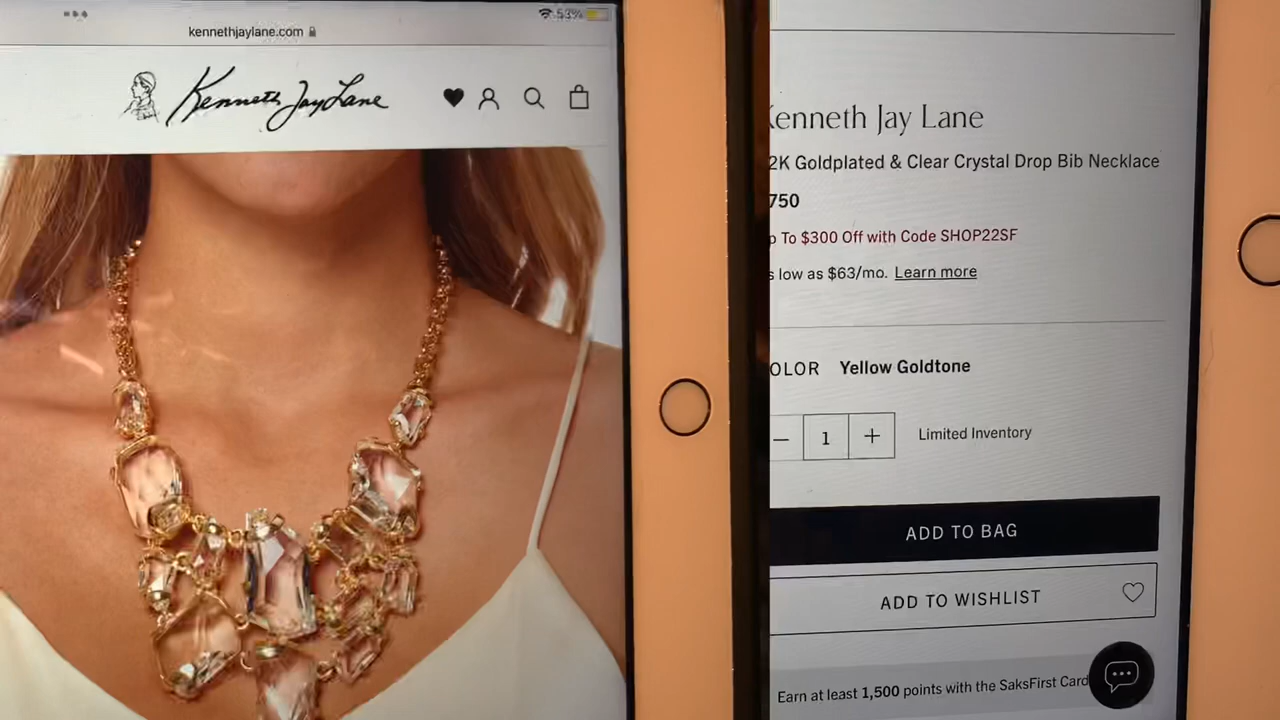 53%
kennethjaylane.com
Kenneth Jay Lane
enneth Jay Lane
2K Goldplated & Clear Crystal Drop Bib Necklace
750
p To $300 Off with Code SHOP22SF
s low as $63/mo. Learn more
OLOR Yellow Goldtone
– 1 + Limited Inventory
ADD TO BAG
ADD TO WISHLIST
Earn at least 1,500 points with the SaksFirst Card